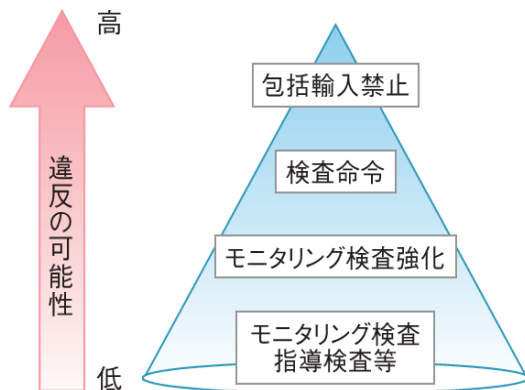 高
違反の可能性
低
包括輸入禁止
検査命令
モニタリング検査強化
モニタリング検査
指導検査等